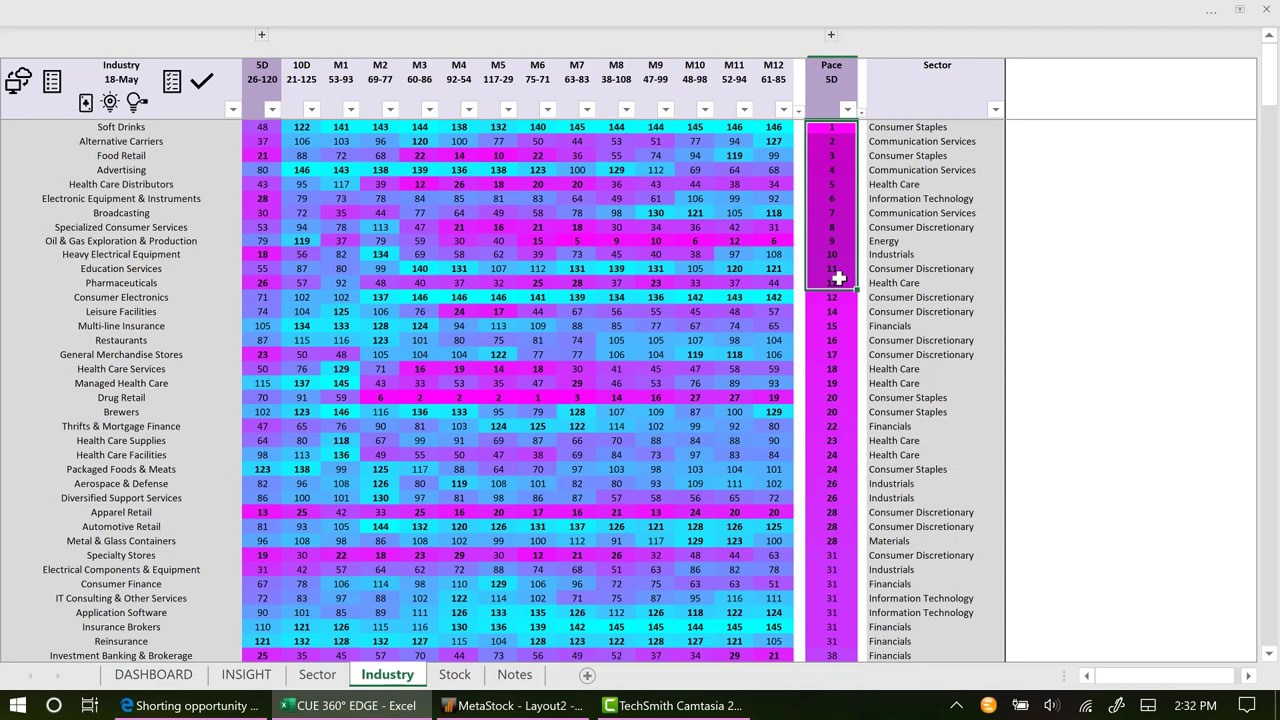 ...
+ +
Industry 5D 10D M1 M2 M3 M4 M5 M6 M7 M8 M9 M10 M11 M12 Pace Sector
18-May 26-120 21-125 53-93 69-77 60-86 92-54 117-29 75-71 63-83 38-108 47-99 48-98 52-94 61-85 5D
Soft Drinks 48 122 141 143 144 138 132 140 145 144 144 145 146 146 1 Consumer Staples
Alternative Carriers 37 106 103 96 120 100 77 50 44 53 51 77 94 127 2 Communication Services
Food Retail 21 88 72 68 22 14 10 22 36 55 74 94 119 99 3 Consumer Staples
Advertising 80 146 143 138 139 136 138 123 100 129 112 69 64 68 4 Communication Services
Health Care Distributors 43 95 117 39 12 26 18 20 20 36 43 44 38 34 5 Health Care
Electronic Equipment & Instruments 28 79 73 78 84 85 81 83 64 49 61 106 99 92 6 Information Technology
Broadcasting 30 72 35 44 77 64 49 58 78 98 130 121 105 118 7 Communication Services
Specialized Consumer Services 53 94 78 113 47 21 16 21 18 30 34 36 42 31 8 Consumer Discretionary
Oil & Gas Exploration & Production 79 119 37 79 59 30 40 15 5 9 10 6 12 6 9 Energy
Heavy Electrical Equipment 18 56 82 134 69 58 62 39 73 45 40 38 97 108 10 Industrials
Education Services 55 87 80 99 140 131 107 112 131 139 131 105 120 121 11 Consumer Discretionary
Pharmaceuticals 26 57 92 48 40 37 32 25 28 37 23 33 37 44 Health Care
Consumer Electronics 71 102 102 137 146 146 146 141 139 134 136 142 143 142 12 Consumer Discretionary
Leisure Facilities 74 104 125 106 76 24 17 44 67 56 55 45 48 57 14 Consumer Discretionary
Multi-line Insurance 105 134 133 128 124 94 113 109 88 85 77 67 74 65 15 Financials
Restaurants 87 115 116 123 101 80 75 81 74 105 105 107 98 104 16 Consumer Discretionary
General Merchandise Stores 23 50 48 105 104 104 122 77 77 106 104 119 118 106 17 Consumer Discretionary
Health Care Services 50 76 129 71 16 19 14 18 30 41 45 47 58 59 18 Health Care
Managed Health Care 115 137 145 43 33 53 35 47 29 46 53 76 89 93 19 Health Care
Drug Retail 70 91 59 6 2 2 2 1 3 14 16 27 27 19 20 Consumer Staples
Brewers 102 123 146 116 136 133 95 79 128 107 109 87 100 129 20 Consumer Staples
Thrifts & Mortgage Finance 47 65 76 90 81 103 124 125 122 114 102 99 92 80 22 Financials
Health Care Supplies 64 80 118 67 99 91 69 87 66 70 88 84 88 90 23 Health Care
Health Care Facilities 98 113 136 49 55 50 47 38 69 84 73 97 83 84 24 Health Care
Packaged Foods & Meats 123 138 99 125 117 88 64 70 97 103 98 103 104 101 24 Consumer Staples
Aerospace & Defense 82 96 108 126 80 119 108 101 82 80 93 109 111 102 26 Industrials
Diversified Support Services 86 100 101 130 97 81 98 86 87 57 58 56 65 72 26 Industrials
Apparel Retail 13 25 42 33 25 16 20 17 16 21 13 24 20 20 28 Consumer Discretionary
Automotive Retail 81 93 105 144 132 120 126 131 137 126 121 128 126 125 28 Consumer Discretionary
Metal & Glass Containers 96 108 98 86 108 102 99 100 112 91 117 129 123 100 28 Materials
Specialty Stores 19 30 22 18 23 29 30 12 21 26 32 48 44 63 31 Consumer Discretionary
Electrical Components & Equipment 31 42 57 64 62 72 88 74 68 51 63 86 82 78 31 Industrials
Consumer Finance 67 78 106 114 98 110 129 106 96 72 75 63 63 51 31 Financials
IT Consulting & Other Services 72 83 97 88 102 122 114 102 71 75 87 95 116 116 31 Information Technology
Application Software 90 101 85 89 111 126 133 135 126 112 126 118 122 124 31 Information Technology
Insurance Brokers 110 121 126 115 116 130 136 139 142 145 144 144 145 145 31 Financials
Reinsurance 121 132 128 132 127 115 104 128 123 122 128 127 121 105 31 Financials
Investment Banking & Brokerage 25 35 45 57 70 44 74 56 49 52 37 34 29 21 38 Financials
DASHBOARD INSIGHT Sector Industry Stock Notes
Shorting opportunity ... CUE 360° EDGE - Excel MetaStock - Layout2 -... TechSmith Camtasia 2... 2:32 PM